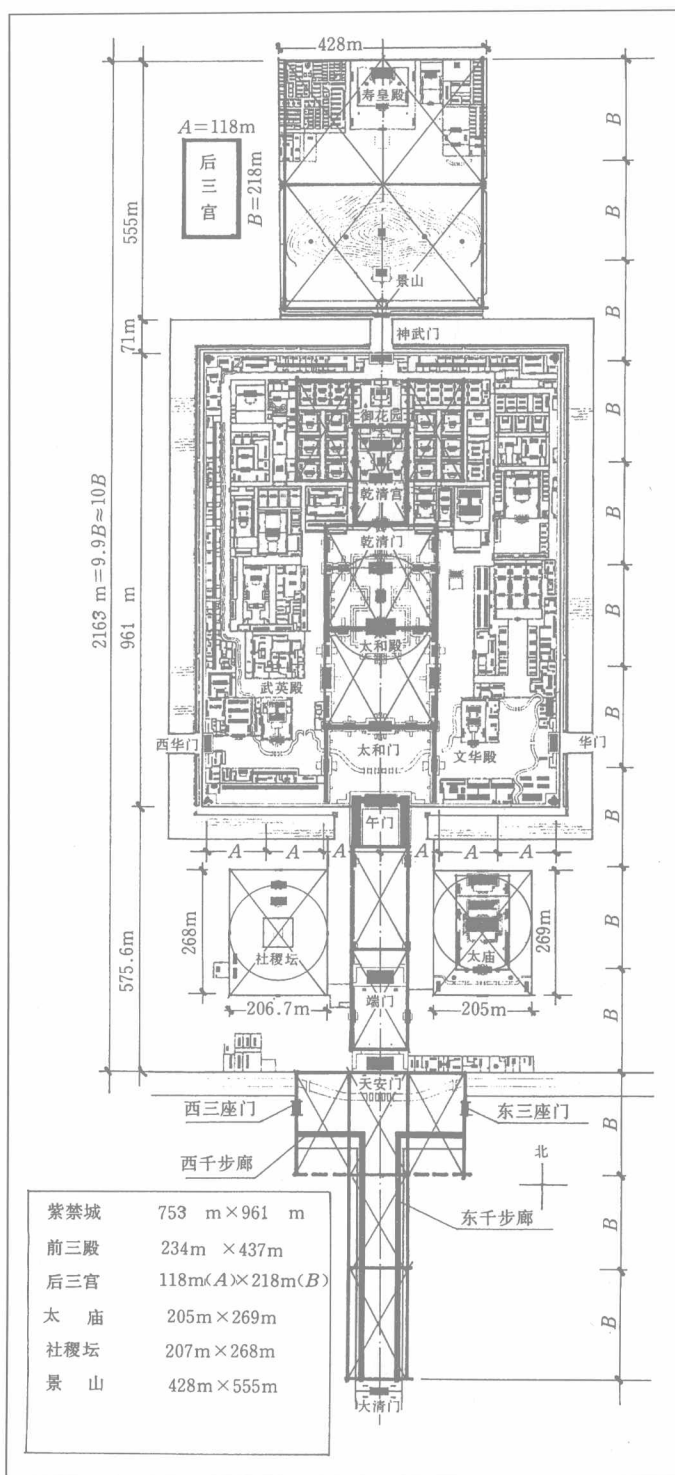 428m
寿皇殿
A=118m
后三宫
B=218m
555m
B
B
景山
B
71m
神武门
御花园
B
乾清宫
B
乾清门
2163 m=9.9B≈10B
961 m
B
太和殿
武英殿
B
西华门
太和门
文华殿
华门
B
午门
A
A
A
A
A
A
B
268m
社稷坛
太庙
269m
575.6m
端门
B
206.7m
205m
天安门
西三座门
东三座门
B
西千步廊
北
东千步廊
B
B
大清门
紫禁城 753 m×961 m
前三殿 234m ×437m
后三宫 118m(A)×218m(B)
太 庙 205m×269m
社稷坛 207m×268m
景 山 428m×555m